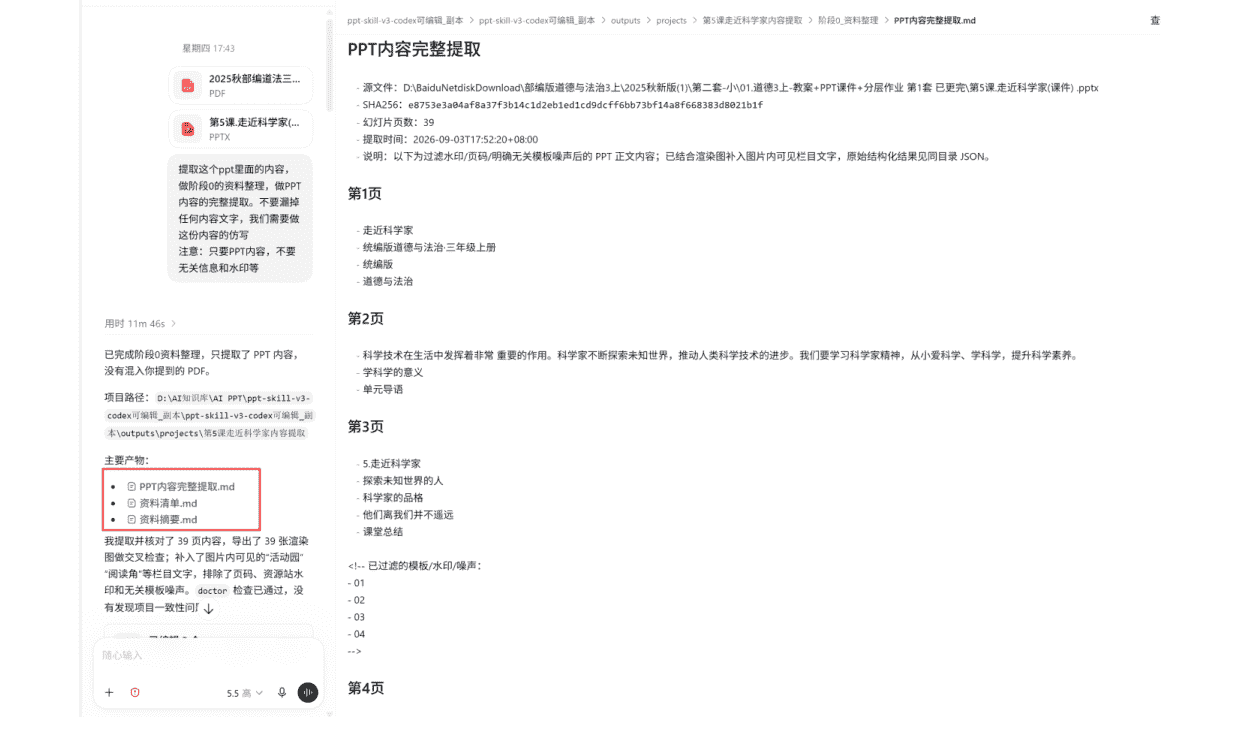 星期四 17:43
2025秋部编道法三...
PDF
第5课.走近科学家(...
PPTX
提取这个ppt里面的内容，
做阶段0的资料整理，做PPT
内容的完整提取。不要漏掉
任何内容文字，我们需要做
这份内容的仿写
注意：只要PPT内容，不要
无关信息和水印等
用时 11m 46s
已完成阶段0资料整理，只提取了 PPT 内容，
没有混入你提到的 PDF。
项目路径：D:\AI知识库\AI PPT\ppt-skill-v3-
codex可编辑_副本\ppt-skill-v3-codex可编辑_副
本\outputs\projects\第5课走近科学家内容提取
主要产物：
PPT内容完整提取.md
资料清单.md
资料摘要.md
我提取并核对了 39 页内容，导出了 39 张渲染
图做交叉检查；补入了图片内可见的“活动园”
“阅读角”等栏目文字，排除了页码、资源站水
印和无关模板噪声。doctor 检查已通过，没
有发现项目一致性问
随心输入
5.5 高
ppt-skill-v3-codex可编辑_副本 > ppt-skill-v3-codex可编辑_副本 > outputs > projects > 第5课走近科学家内容提取 > 阶段0_资料整理 > PPT内容完整提取.md
查
PPT内容完整提取
- 源文件：D:\BaiduNetdiskDownload\部编版道德与法治3上\2025秋新版(1)\第二套-小\01.道德3上-教案+PPT课件+分层作业 第1套 已更完\第5课.走近科学家(课件) .pptx
- SHA256：e8753e3a04af8a37f3b14c1d2eb1ed1cd9dcff6bb73bf14a8f668383d8021b1f
- 幻灯片页数：39
- 提取时间：2026-09-03T17:52:20+08:00
- 说明：以下为过滤水印/页码/明确无关模板噪声后的 PPT 正文内容；已结合渲染图补入图片内可见栏目文字，原始结构化结果见同目录 JSON。
第1页
- 走近科学家
- 统编版道德与法治·三年级上册
- 统编版
- 道德与法治
第2页
- 科学技术在生活中发挥着非常 重要的作用。科学家不断探索未知世界，推动人类科学技术的进步。我们要学习科学家精神，从小爱科学、学科学，提升科学素养。
- 学科学的意义
- 单元导语
第3页
- 5.走近科学家
- 探索未知世界的人
- 科学家的品格
- 他们离我们并不遥远
- 课堂总结
<!-- 已过滤的模板/水印/噪声：
- 01
- 02
- 03
- 04
-->
第4页